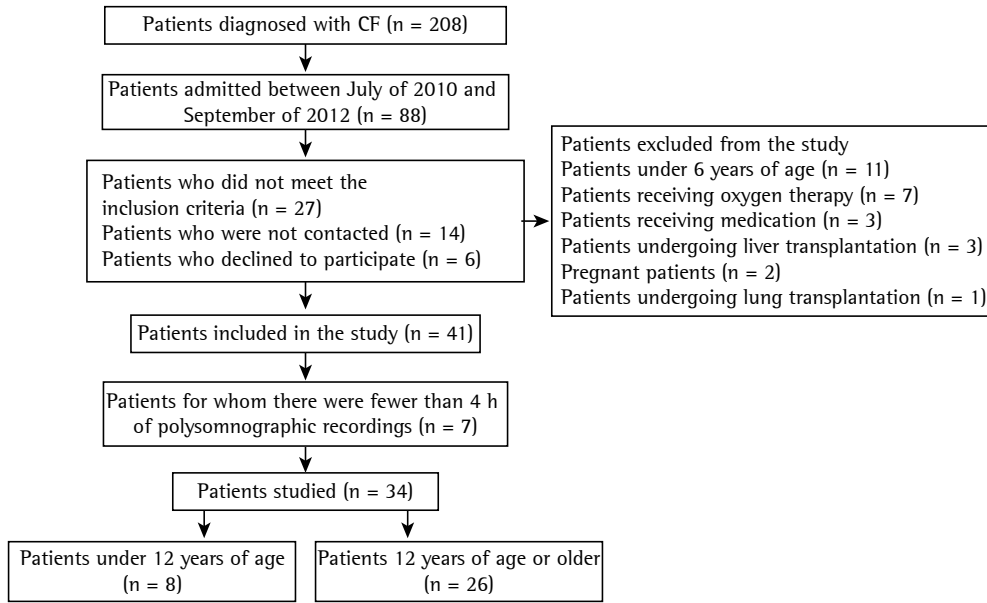 Patients diagnosed with CF (n = 208)
Patients admitted between July of 2010 and
September of 2012 (n = 88)
Patients who did not meet the
inclusion criteria (n = 27)
Patients who were not contacted (n = 14)
Patients who declined to participate (n = 6)
Patients excluded from the study
Patients under 6 years of age (n = 11)
Patients receiving oxygen therapy (n = 7)
Patients receiving medication (n = 3)
Patients undergoing liver transplantation (n = 3)
Pregnant patients (n = 2)
Patients undergoing lung transplantation (n = 1)
Patients included in the study (n = 41)
Patients for whom there were fewer than 4 h
of polysomnographic recordings (n = 7)
Patients studied (n = 34)
Patients under 12 years of age
(n = 8)
Patients 12 years of age or older
(n = 26)